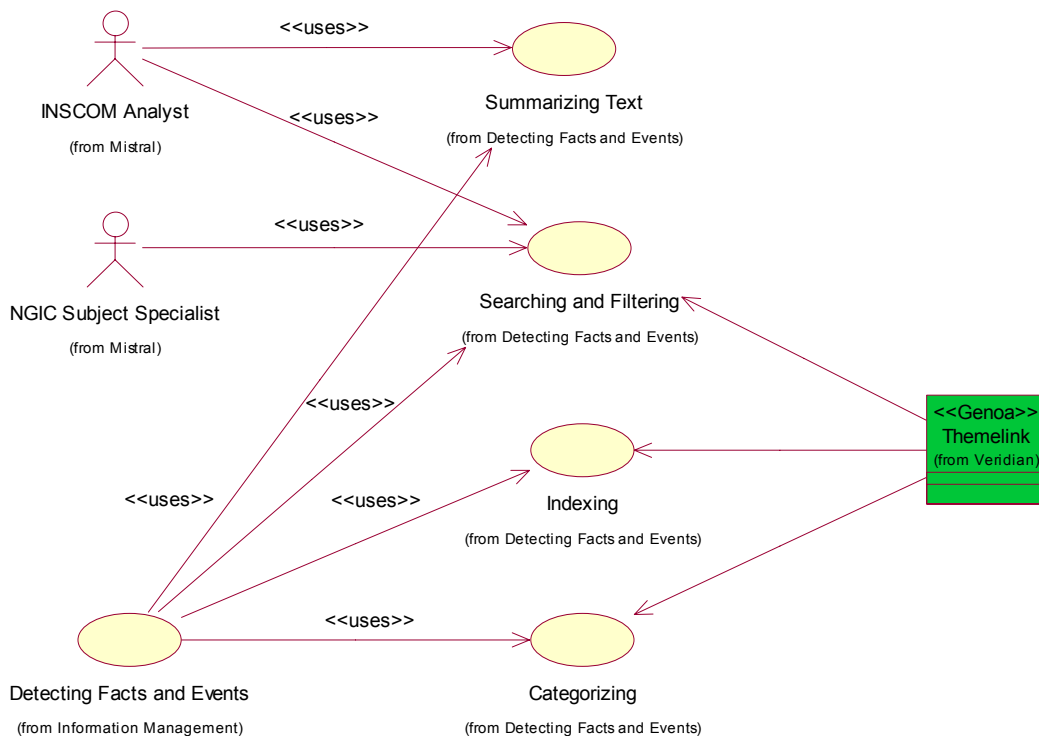 <<uses>>
INSCOM Analyst
(from Mistral)
Summarizing Text
(from Detecting Facts and Events)
<<uses>>
<<uses>>
NGIC Subject Specialist
(from Mistral)
Searching and Filtering
(from Detecting Facts and Events)
<<uses>>
<<Genoa>>
Themelink
(from Veridian)
<<uses>>
<<uses>>
Indexing
(from Detecting Facts and Events)
<<uses>>
Detecting Facts and Events
(from Information Management)
Categorizing
(from Detecting Facts and Events)